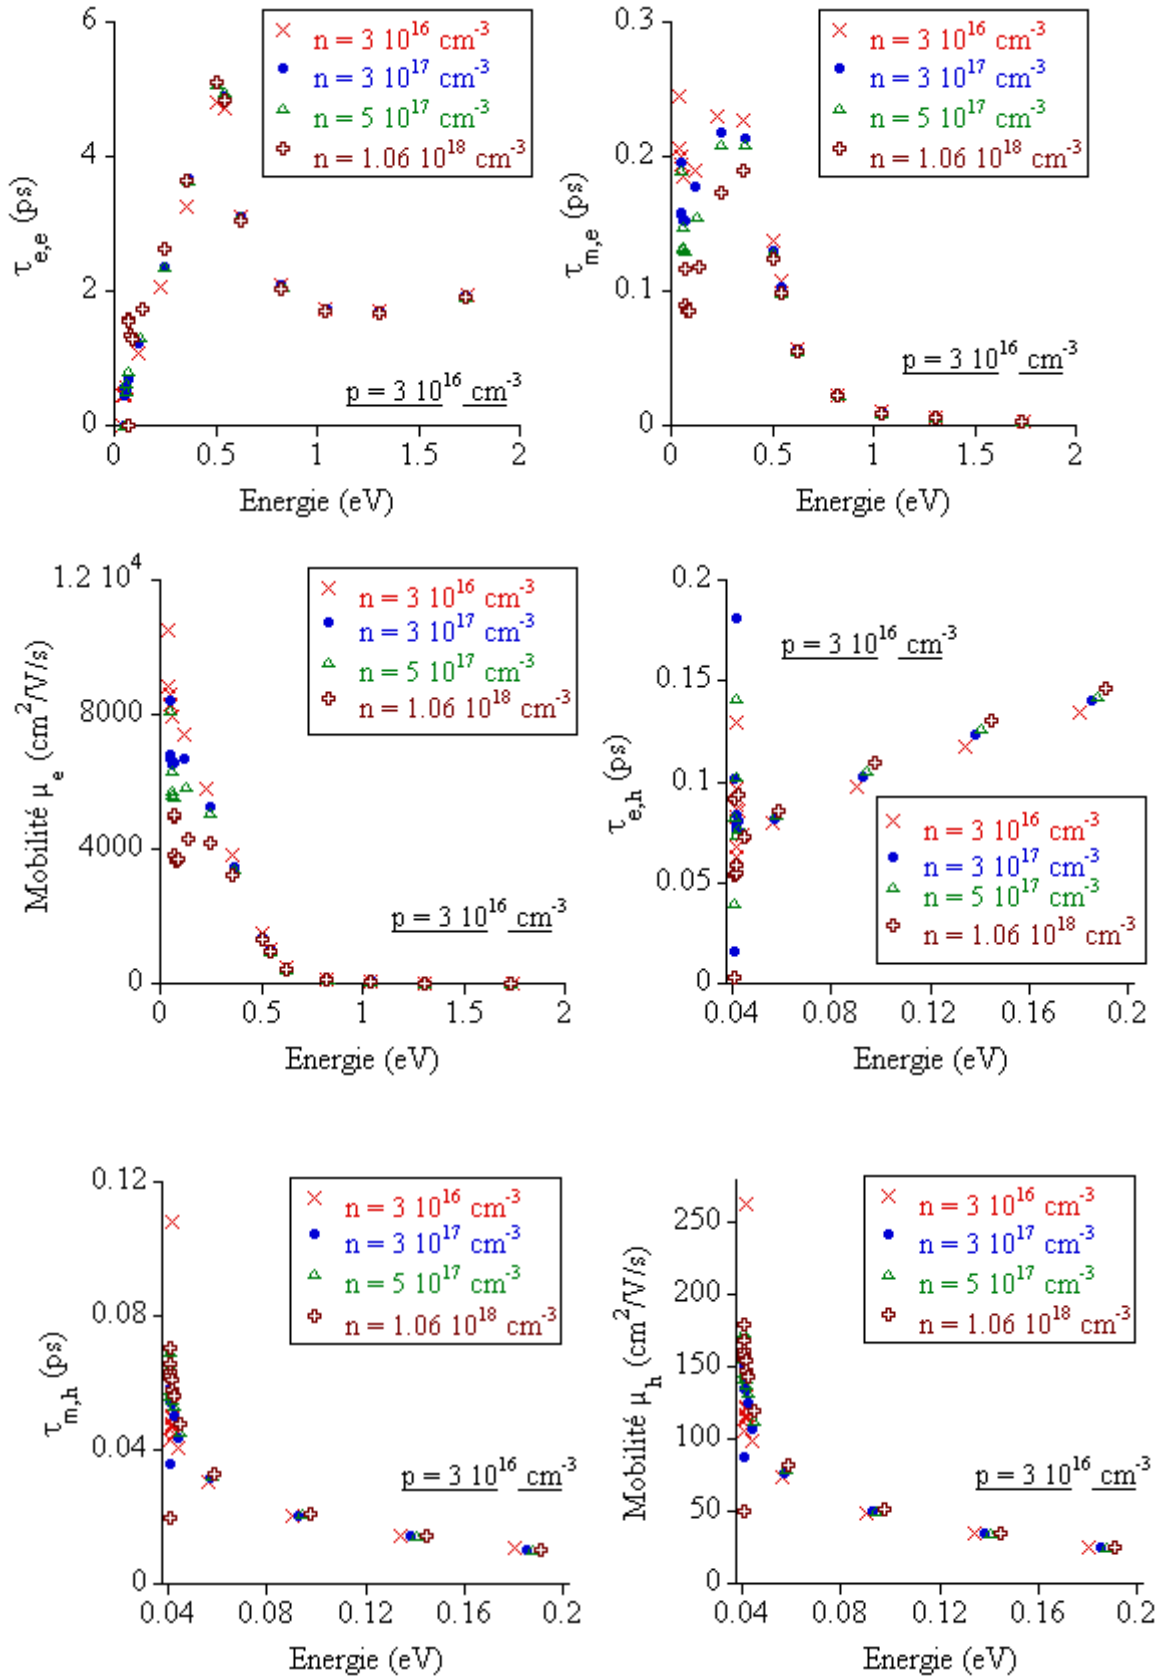 6
4
2
0
τe,e (ps)
n = 3 10^16 cm^-3
n = 3 10^17 cm^-3
n = 5 10^17 cm^-3
n = 1.06 10^18 cm^-3
p = 3 10^16 cm^-3
0 0.5 1 1.5 2
Energie (eV)
0.3
0.2
0.1
0
τm,e (ps)
n = 3 10^16 cm^-3
n = 3 10^17 cm^-3
n = 5 10^17 cm^-3
n = 1.06 10^18 cm^-3
p = 3 10^16 cm^-3
0 0.5 1 1.5 2
Energie (eV)
1.2 10^4
8000
4000
0
Mobilité μe (cm²/V/s)
n = 3 10^16 cm^-3
n = 3 10^17 cm^-3
n = 5 10^17 cm^-3
n = 1.06 10^18 cm^-3
p = 3 10^16 cm^-3
0 0.5 1 1.5 2
Energie (eV)
0.2
0.15
0.1
0.05
0
τe,h (ps)
p = 3 10^16 cm^-3
n = 3 10^16 cm^-3
n = 3 10^17 cm^-3
n = 5 10^17 cm^-3
n = 1.06 10^18 cm^-3
0.04 0.08 0.12 0.16 0.2
Energie (eV)
0.12
0.08
0.04
0
τm,h (ps)
n = 3 10^16 cm^-3
n = 3 10^17 cm^-3
n = 5 10^17 cm^-3
n = 1.06 10^18 cm^-3
p = 3 10^16 cm^-3
0.04 0.08 0.12 0.16 0.2
Energie (eV)
250
200
150
100
50
0
Mobilité μh (cm²/V/s)
n = 3 10^16 cm^-3
n = 3 10^17 cm^-3
n = 5 10^17 cm^-3
n = 1.06 10^18 cm^-3
p = 3 10^16 cm^-3
0.04 0.08 0.12 0.16 0.2
Energie (eV)